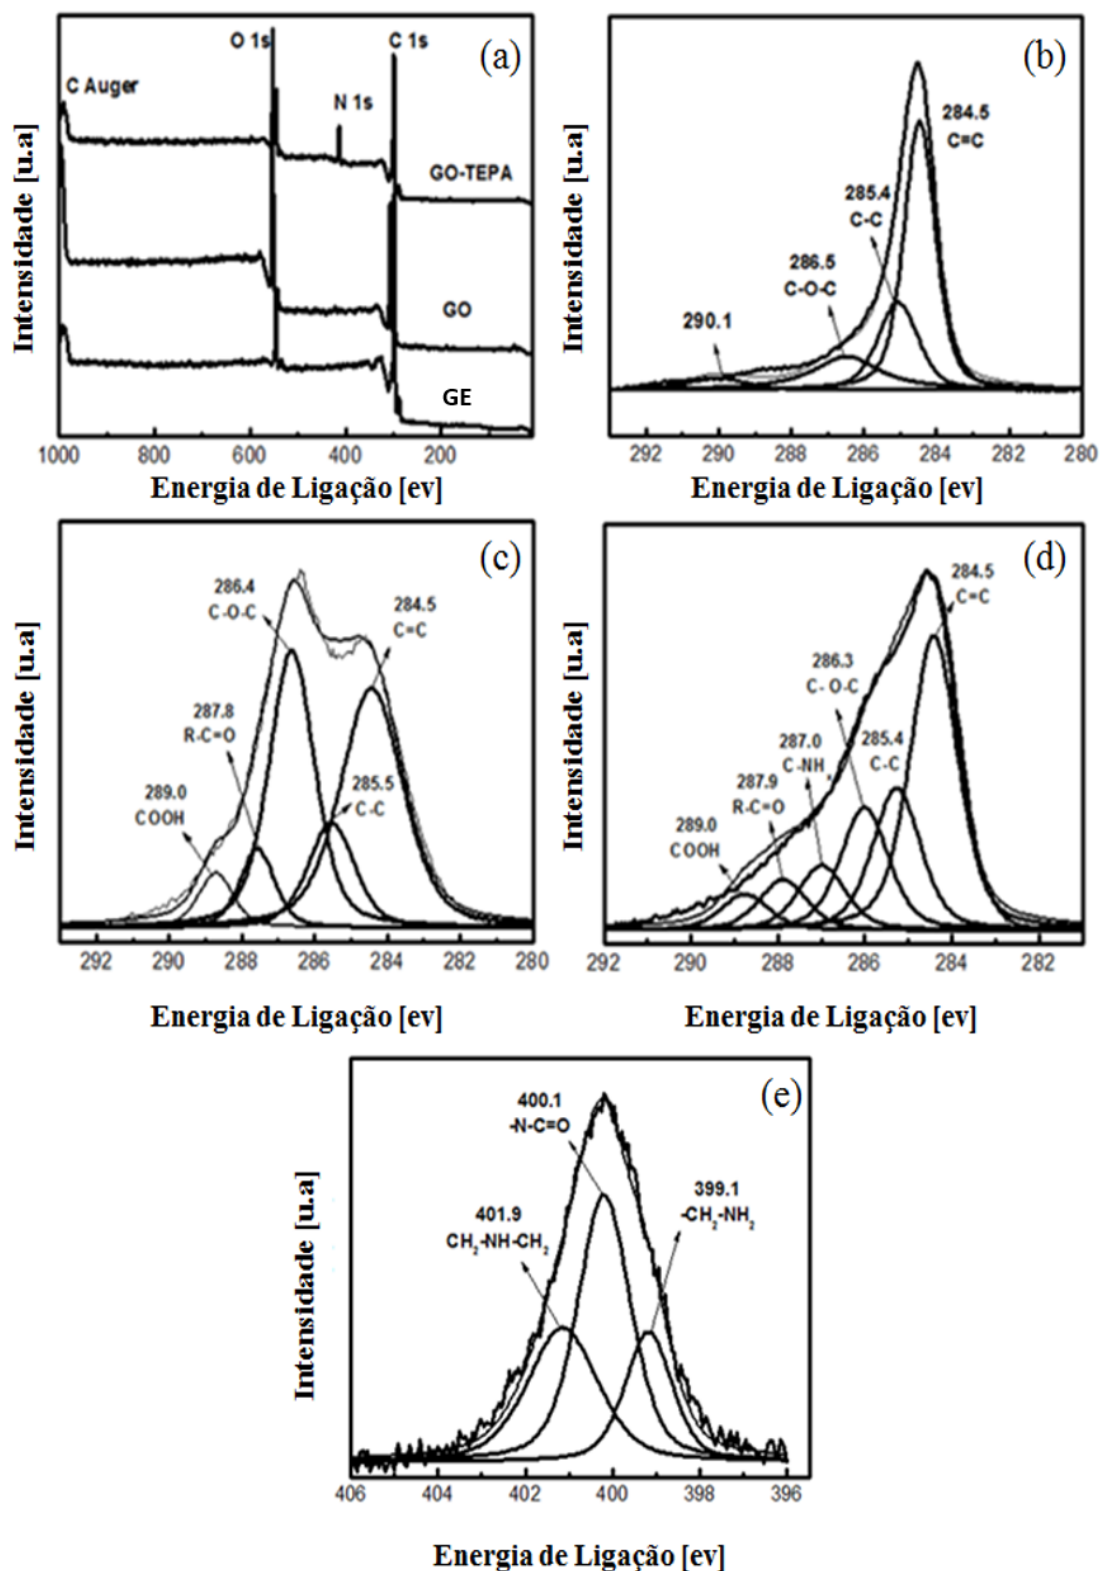 (a)
O 1s
C 1s
C Auger
N 1s
GO-TEPA
GO
GE
Intensidade [u.a]
1000 800 600 400 200
Energia de Ligação [ev]
(b)
284.5
C=C
285.4
C-C
286.5
C-O-C
290.1
Intensidade [u.a]
292 290 288 286 284 282 280
Energia de Ligação [ev]
(c)
286.4
C-O-C
284.5
C=C
287.8
R-C=O
285.5
C-C
289.0
COOH
Intensidade [u.a]
292 290 288 286 284 282 280
Energia de Ligação [ev]
(d)
284.5
C=C
286.3
C- O-C
287.0
C-NH
285.4
C-C
287.9
R-C=O
289.0
COOH
Intensidade [u.a]
292 290 288 286 284 282
Energia de Ligação [ev]
(e)
400.1
-N-C=O
399.1
-CH₂-NH₂
401.9
CH₂-NH-CH₂
Intensidade [u.a]
406 404 402 400 398 396
Energia de Ligação [ev]